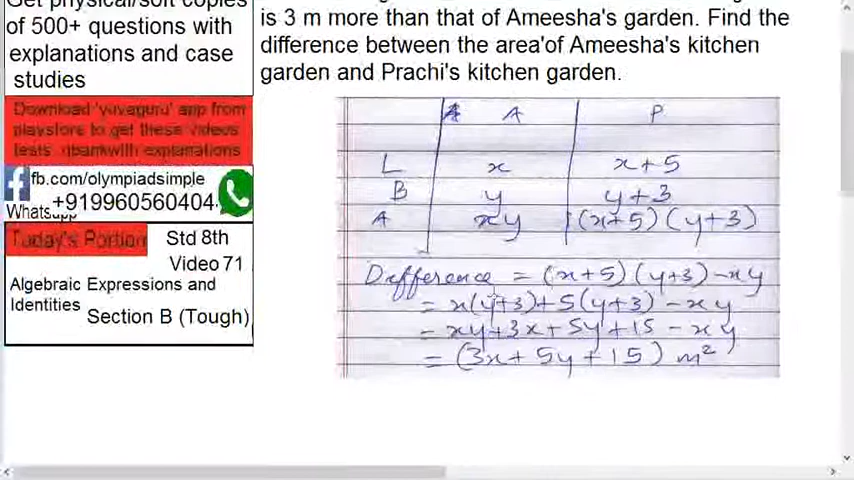 Get physical/soft copies
of 500+ questions with
explanations and case
studies
Download 'yuvaguru' app from
playstore to get these videos
tests qbankwith explanations
fb.com/olympiadsimple
+919960560404.
Whatsapp
Today's Portion Std 8th
Video 71
Algebraic Expressions and
Identities
Section B (Tough)
is 3 m more than that of Ameesha's garden. Find the
difference between the area'of Ameesha's kitchen
garden and Prachi's kitchen garden.
A P
L x x+5
B y y+3
A xy (x+5)(y+3)
Difference = (x+5)(y+3)-xy
= x(y+3)+5(y+3)-xy
= xy+3x+5y+15-xy
= (3x+5y+15) m²